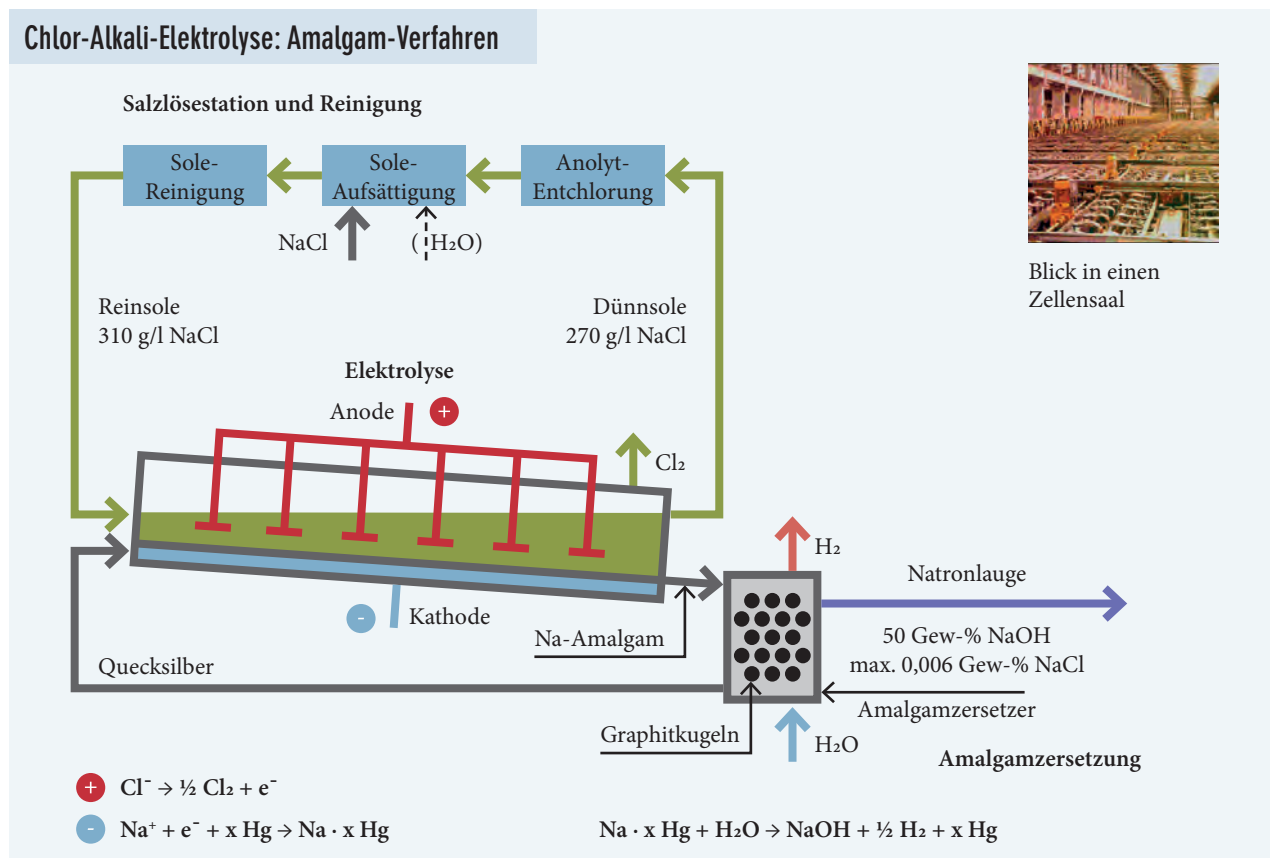 Chlor-Alkali-Elektrolyse: Amalgam-Verfahren
Salzlösestation und Reinigung
Sole-
Reinigung
Sole-
Aufsättigung
Anolyt-
Entchlorung
NaCl
( H₂O)
Blick in einen
Zellensaal
Reinsole
310 g/l NaCl
Dünnsole
270 g/l NaCl
Elektrolyse
Anode
+
Cl₂
H₂
Natronlauge
-
Kathode
Na-Amalgam
50 Gew-% NaOH
max. 0,006 Gew-% NaCl
Quecksilber
Amalgamzersetzer
Graphitkugeln
H₂O
Amalgamzersetzung
+ Cl⁻ → ½ Cl₂ + e⁻
- Na⁺ + e⁻ + x Hg → Na · x Hg
Na · x Hg + H₂O → NaOH + ½ H₂ + x Hg